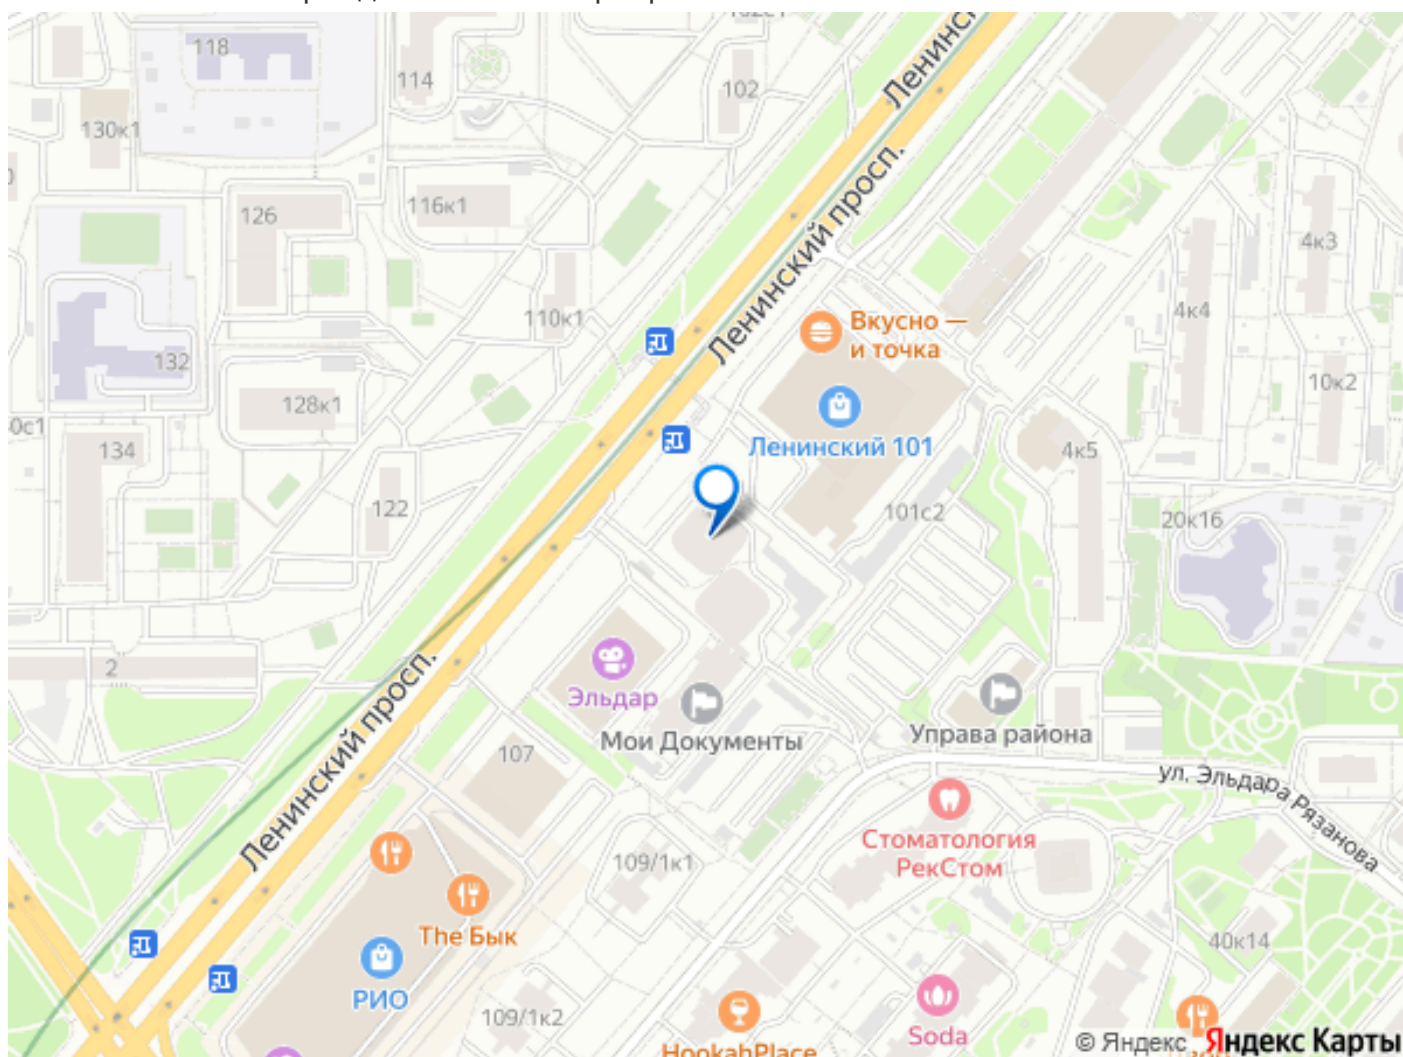 118
114
102
130к1
126
116к1
Ленинский просп.
4к3
4к4
110к1
Вкусно —
и точка
132
128к1
10к2
134
Ленинский 101
4к5
122
101с2
20к16
2
Эльдар
Мои Документы
Управа района
107
ул. Эльдара Рязанова
Ленинский просп.
Стоматология
РекСтом
109/1к1
The Бык
40к14
РИО
109/1к2
Soda
HookahPlace
© Яндекс Яндекс Карты